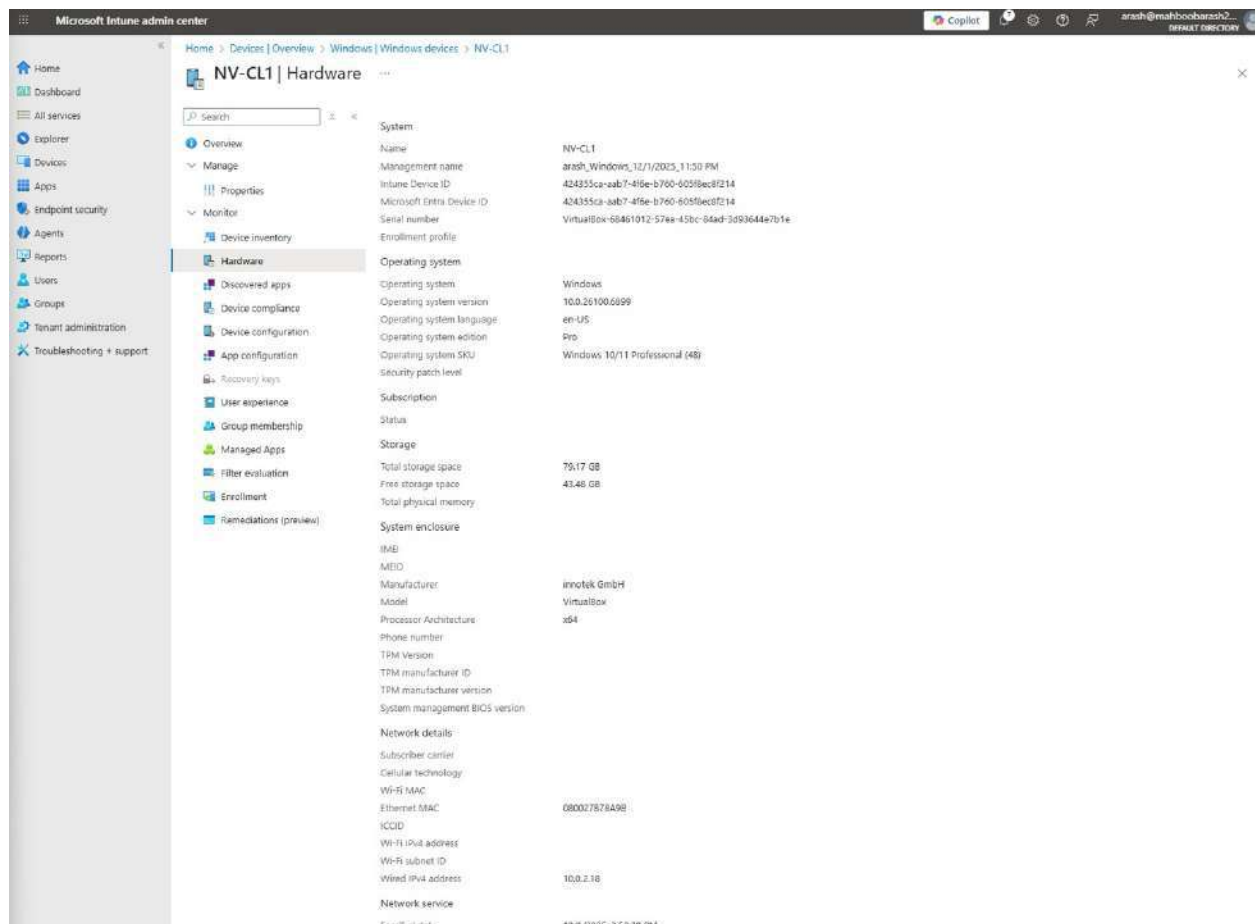 Microsoft Intune admin center
Copilot
arash@mahboobarash2...
DEFAULT DIRECTORY
Home > Devices | Overview > Windows | Windows devices > NV-CL1
NV-CL1 | Hardware ...
Home
Dashboard
All services
Explorer
Devices
Apps
Endpoint security
Agents
Reports
Users
Groups
Tenant administration
Troubleshooting + support
Search
Overview
Manage
Properties
Monitor
Device inventory
Hardware
Discovered apps
Device compliance
Device configuration
App configuration
Recovery keys
User experience
Group membership
Managed Apps
Filter evaluation
Enrollment
Remediations (preview)
System
Name NV-CL1
Management name arash_Windows_12/1/2025_11:50 PM
Intune Device ID 424355ca-aab7-4f6e-b760-605f8ec8f214
Microsoft Entra Device ID 424355ca-aab7-4f6e-b760-605f8ec8f214
Serial number VirtualBox-68461012-57ea-45bc-84ad-3d93644e7b1e
Enrollment profile
Operating system
Operating system Windows
Operating system version 10.0.26100.6899
Operating system language en-US
Operating system edition Pro
Operating system SKU Windows 10/11 Professional (48)
Security patch level
Subscription
Status
Storage
Total storage space 79.17 GB
Free storage space 43.46 GB
Total physical memory
System enclosure
IMEI
MEID
Manufacturer innotek GmbH
Model VirtualBox
Processor Architecture x64
Phone number
TPM Version
TPM manufacturer ID
TPM manufacturer version
System management BIOS version
Network details
Subscriber carrier
Cellular technology
Wi-Fi MAC
Ethernet MAC 080027878A98
ICCID
Wi-Fi IPv4 address
Wi-Fi subnet ID
Wired IPv4 address 10.0.2.18
Network service